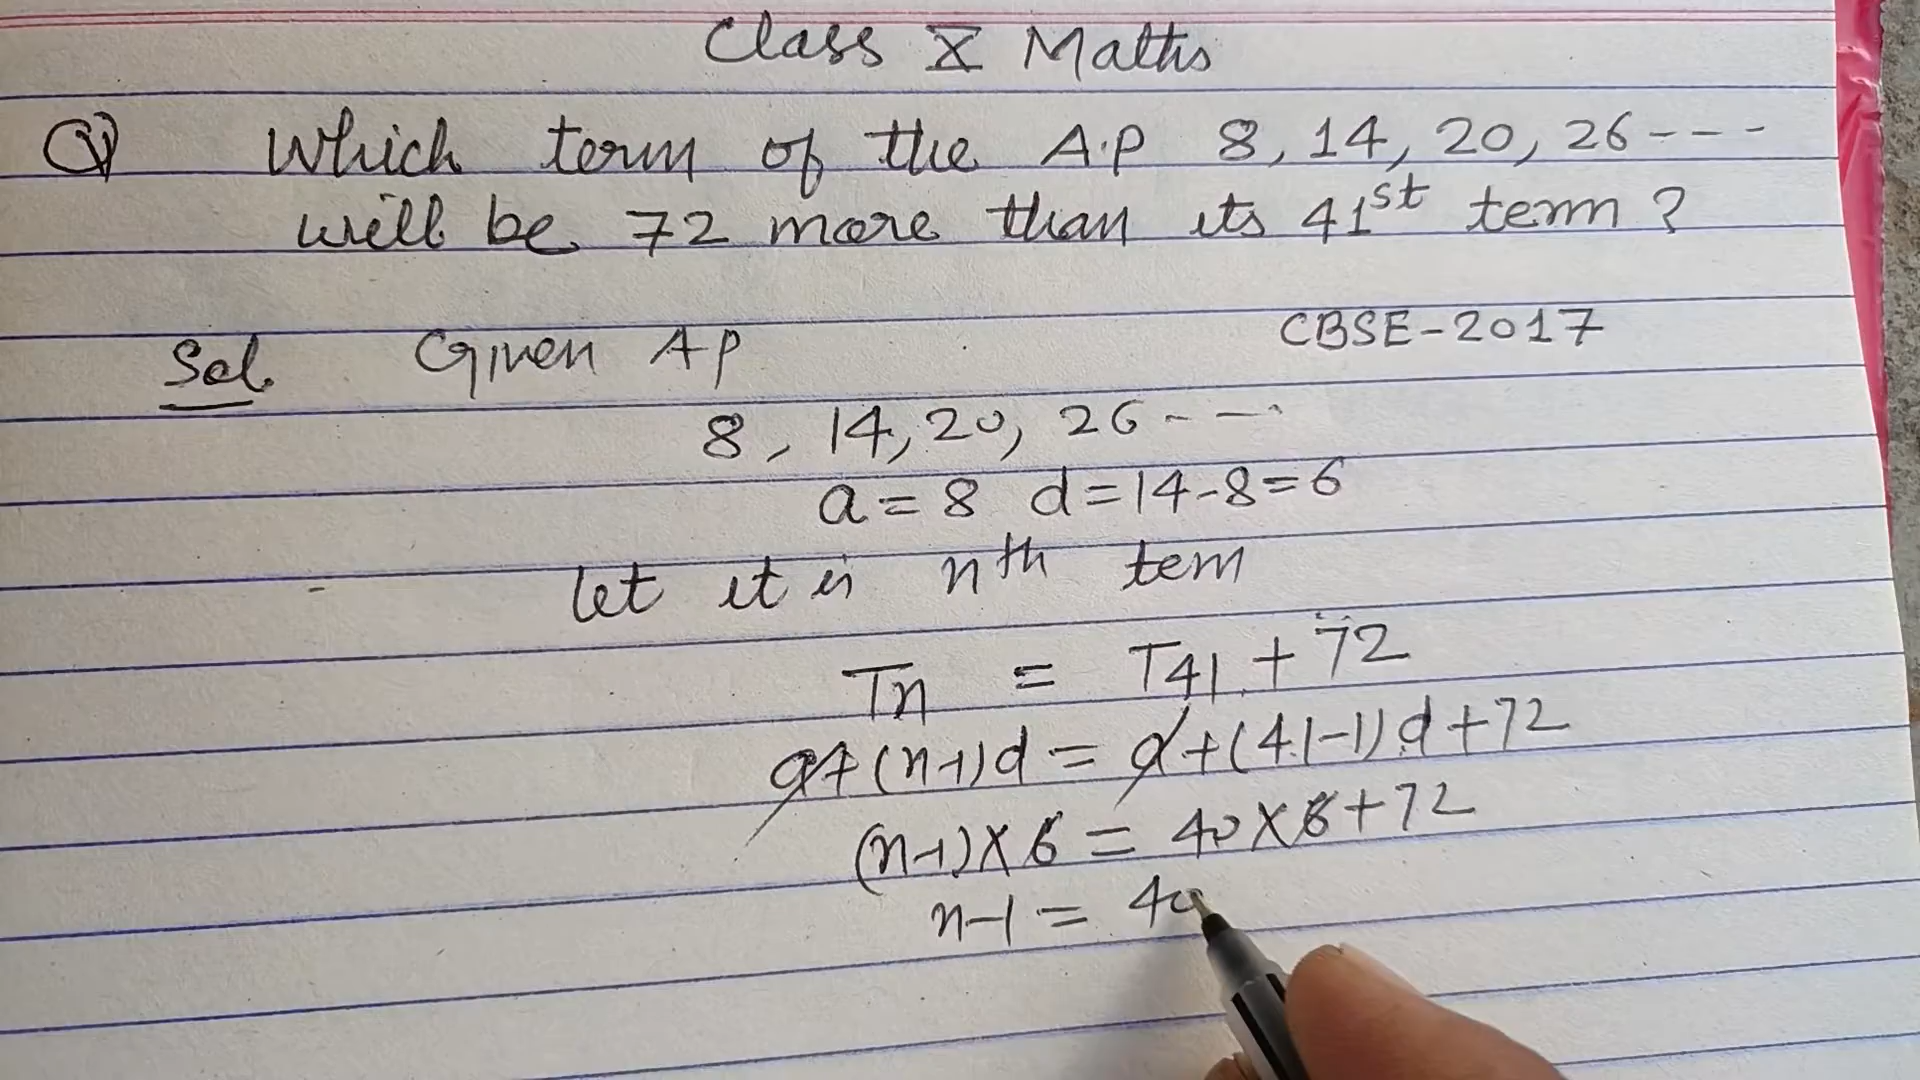 Class X Maths
Q) Which term of the A.P 8, 14, 20, 26 ---
will be 72 more than its 41st term?
CBSE-2017
Sol. Given AP
8, 14, 20, 26 ---
a = 8 d = 14-8 = 6
let it is nth tem
Tn = T41 + 72
a+(n-1)d = a+(41-1)d+72
(n-1)×6 = 40×6+72
n-1 = 40